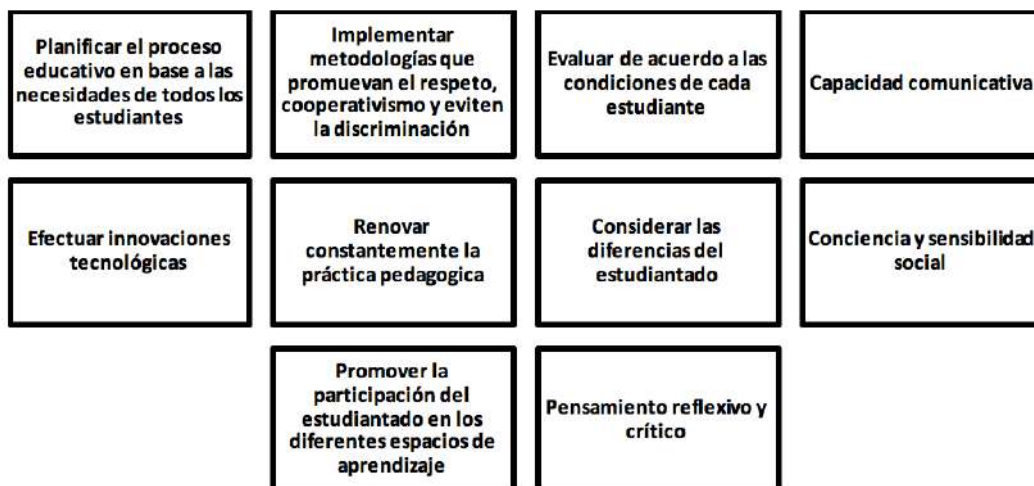 Planificar el proceso
educativo en base a las
necesidades de todos los
estudiantes
Implementar
metodologías que
promuevan el respeto,
cooperativismo y eviten
la discriminación
Evaluar de acuerdo a las
condiciones de cada
estudiante
Capacidad comunicativa
Efectuar innovaciones
tecnológicas
Renovar
constantemente la
práctica pedagogica
Considerar las
diferencias del
estudiantado
Conciencia y sensibilidad
social
Promover la
participación del
estudiantado en los
diferentes espacios de
aprendizaje
Pensamiento reflexivo y
crítico